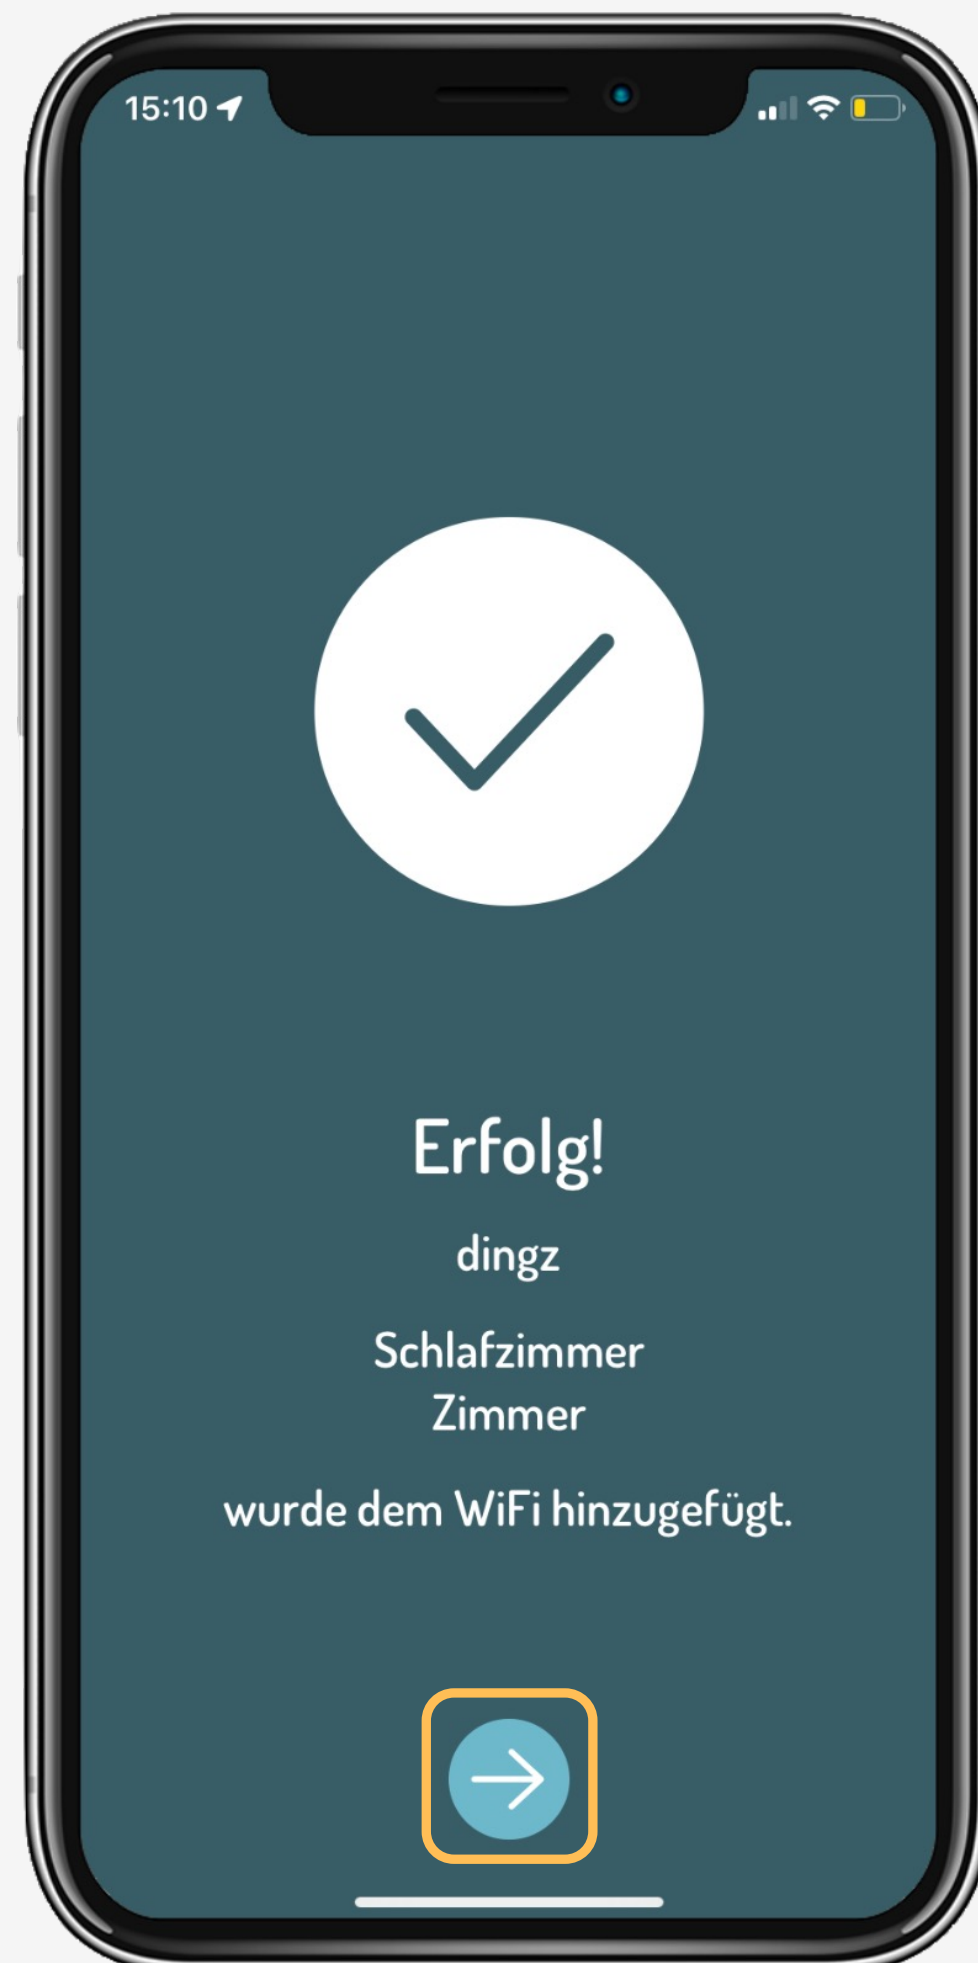 15:10
Erfolg!
dingz
Schlafzimmer
Zimmer
wurde dem WiFi hinzugefügt.